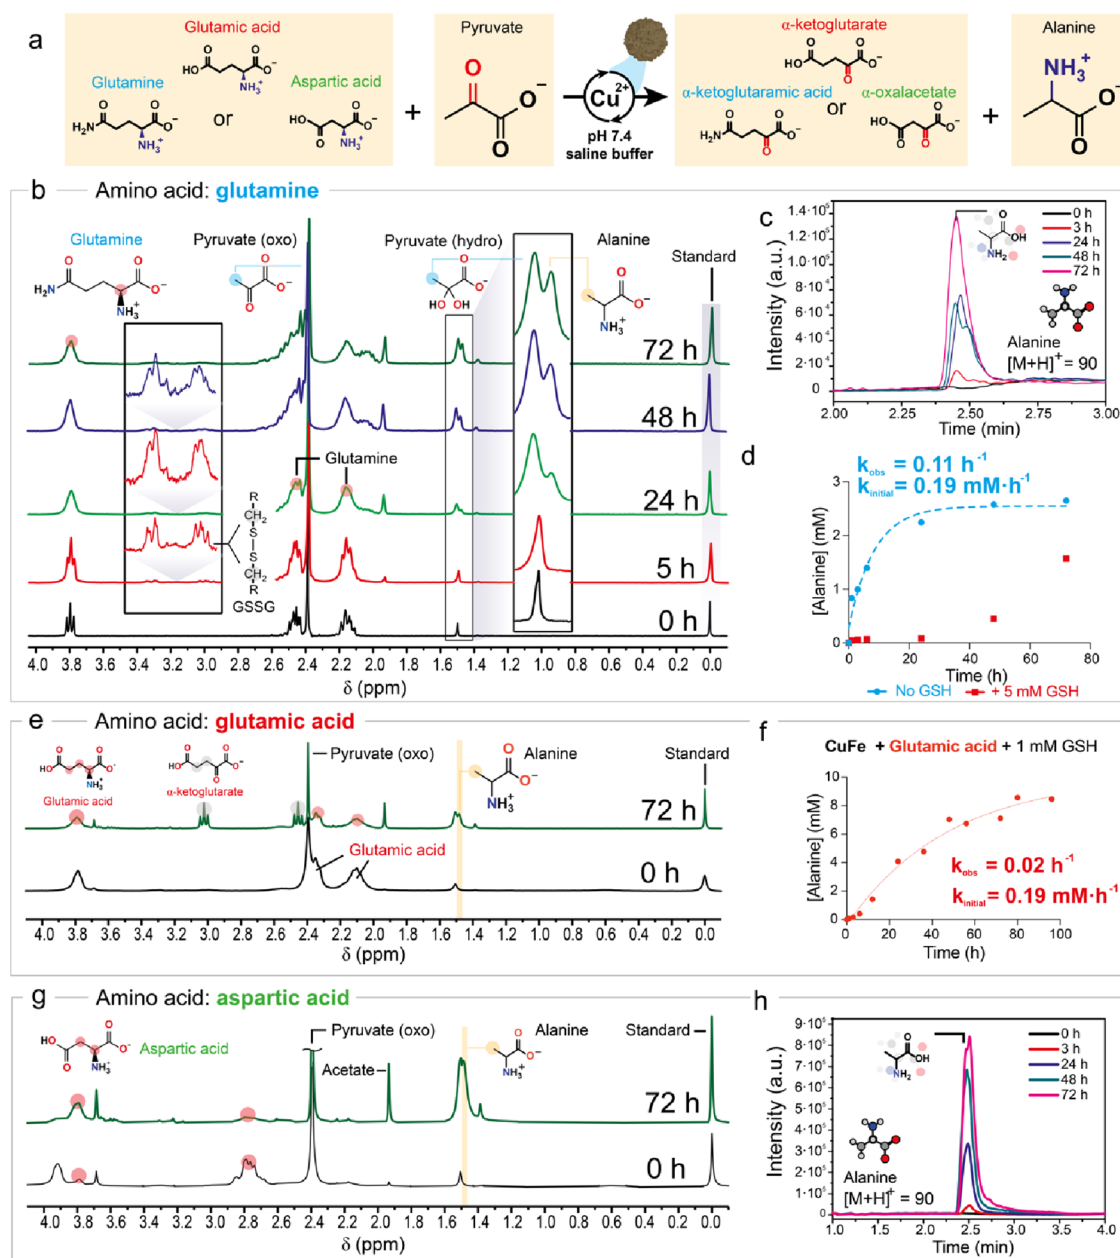 a
Glutamic acid
Glutamine
Aspartic acid
or
+
Pyruvate
Cu2+
pH 7.4
saline buffer
α-ketoglutarate
α-ketoglutaramic acid
or
α-oxalacetate
+
Alanine
b Amino acid: glutamine
Glutamine
Pyruvate (oxo)
Pyruvate (hydro)
Alanine
Standard
72 h
48 h
Glutamine
24 h
5 h
0 h
R
CH2
S
S
CH2
R
GSSG
4.0 3.8 3.6 3.4 3.2 3.0 2.8 2.6 2.4 2.2 2.0 1.8 1.6 1.4 1.2 1.0 0.8 0.6 0.4 0.2 0.0
δ (ppm)
c
Intensity (a.u.)
0 h
3 h
24 h
48 h
72 h
Alanine
[M+H]+ = 90
2.00 2.25 2.50 2.75 3.00
Time (min)
d
kobs = 0.11 h-1
kinitial = 0.19 mM·h-1
[Alanine] (mM)
3
2
1
0
0 20 40 60 80
Time (h)
No GSH + 5 mM GSH
e Amino acid: glutamic acid
Glutamic acid
α-ketoglutarate
Pyruvate (oxo)
Alanine
Standard
72 h
Glutamic acid
0 h
4.0 3.8 3.6 3.4 3.2 3.0 2.8 2.6 2.4 2.2 2.0 1.8 1.6 1.4 1.2 1.0 0.8 0.6 0.4 0.2 0.0
δ (ppm)
f
CuFe + Glutamic acid + 1 mM GSH
[Alanine] (mM)
10
8
6
4
2
0
kobs = 0.02 h-1
kinitial = 0.19 mM·h-1
0 20 40 60 80 100
Time (h)
g Amino acid: aspartic acid
Aspartic acid
Pyruvate (oxo)
Acetate
Alanine
Standard
72 h
0 h
4.0 3.8 3.6 3.4 3.2 3.0 2.8 2.6 2.4 2.2 2.0 1.8 1.6 1.4 1.2 1.0 0.8 0.6 0.4 0.2 0.0
δ (ppm)
h
Intensity (a.u.)
0 h
3 h
24 h
48 h
72 h
Alanine
[M+H]+ = 90
1.0 1.5 2.0 2.5 3.0 3.5 4.0
Time (min)